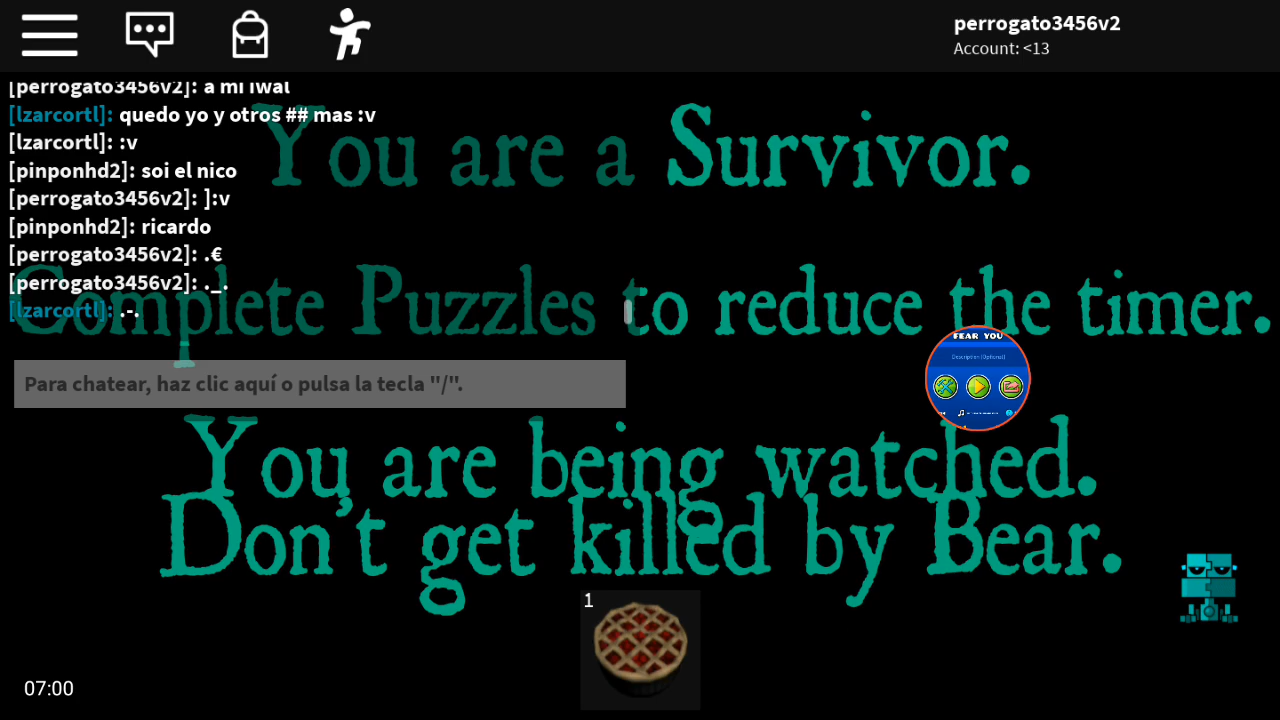 perrogato3456v2
Account: <13
[perrogato3456v2]: a mi iwal
[lzarcortl]: quedo yo y otros ## mas :v
[lzarcortl]: :v
[pinponhd2]: soi el nico
[perrogato3456v2]: ]:v
[pinponhd2]: ricardo
[perrogato3456v2]: .€
[perrogato3456v2]: ._.
[lzarcortl]: .-.
Para chatear, haz clic aquí o pulsa la tecla "/".
You are a Survivor.
Complete Puzzles to reduce the timer.
You are being watched.
Don't get killed by Bear.
FEAR YOU
Description [Optional]
1
07:00